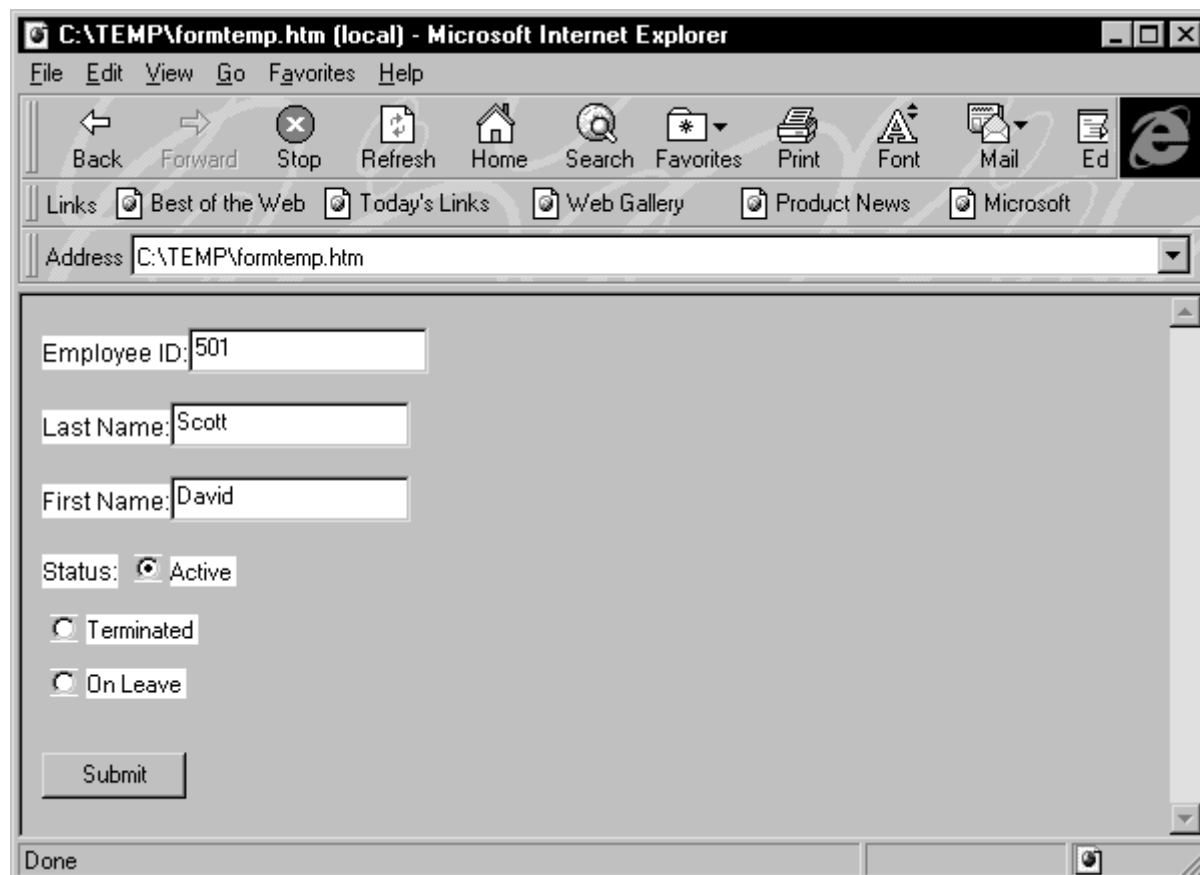 C:\TEMP\formtemp.htm (local) - Microsoft Internet Explorer
File Edit View Go Favorites Help
Back Forward Stop Refresh Home Search Favorites Print Font Mail Ed
Links Best of the Web Today's Links Web Gallery Product News Microsoft
Address C:\TEMP\formtemp.htm
Employee ID: 501
Last Name: Scott
First Name: David
Status: Active
Terminated
On Leave
Submit
Done